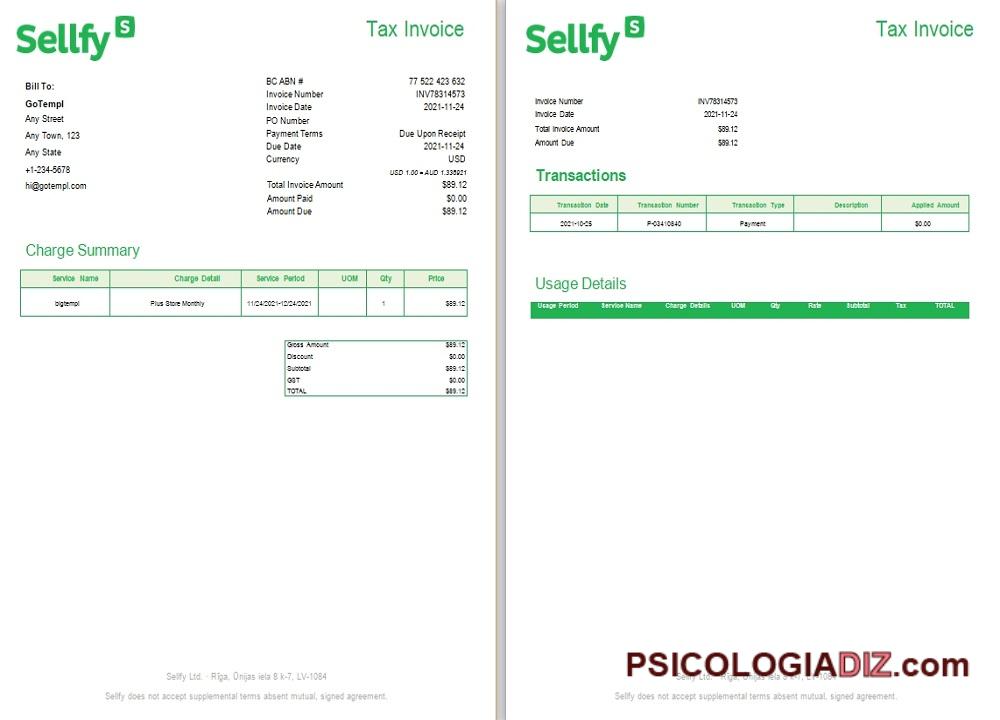 Sellfy S
Tax Invoice
Bill To:
GoTempl
Any Street
Any Town, 123
Any State
+1-234-5678
hi@gotempl.com
BC ABN # 77 522 423 632
Invoice Number INV78314573
Invoice Date 2021-11-24
PO Number
Payment Terms Due Upon Receipt
Due Date 2021-11-24
Currency USD
USD 1.00 = AUD 1.335921
Total Invoice Amount $89.12
Amount Paid $0.00
Amount Due $89.12
Charge Summary
Service Name Charge Detail Service Period UOM Qty Price
bigtempl Plus Store Monthly 11/24/2021-12/24/2021 1 $89.12
Gross Amount $89.12
Discount $0.00
Subtotal $89.12
GST $0.00
TOTAL $89.12
Sellfy Ltd. · Rīga, Ūnijas iela 8 k-7, LV-1084
Sellfy does not accept supplemental terms absent mutual, signed agreement.
Sellfy S
Tax Invoice
Invoice Number INV78314573
Invoice Date 2021-11-24
Total Invoice Amount $89.12
Amount Due $89.12
Transactions
Transaction Date Transaction Number Transaction Type Description Applied Amount
2021-10-25 P-03410840 Payment $0.00
Usage Details
Usage Period Service Name Charge Details UOM Qty Rate Subtotal Tax TOTAL
PSICOLOGIADIZ.com
Sellfy Ltd. · Rīga, Ūnijas iela 8 k-7, LV-1084
Sellfy does not accept supplemental terms absent mutual, signed agreement.